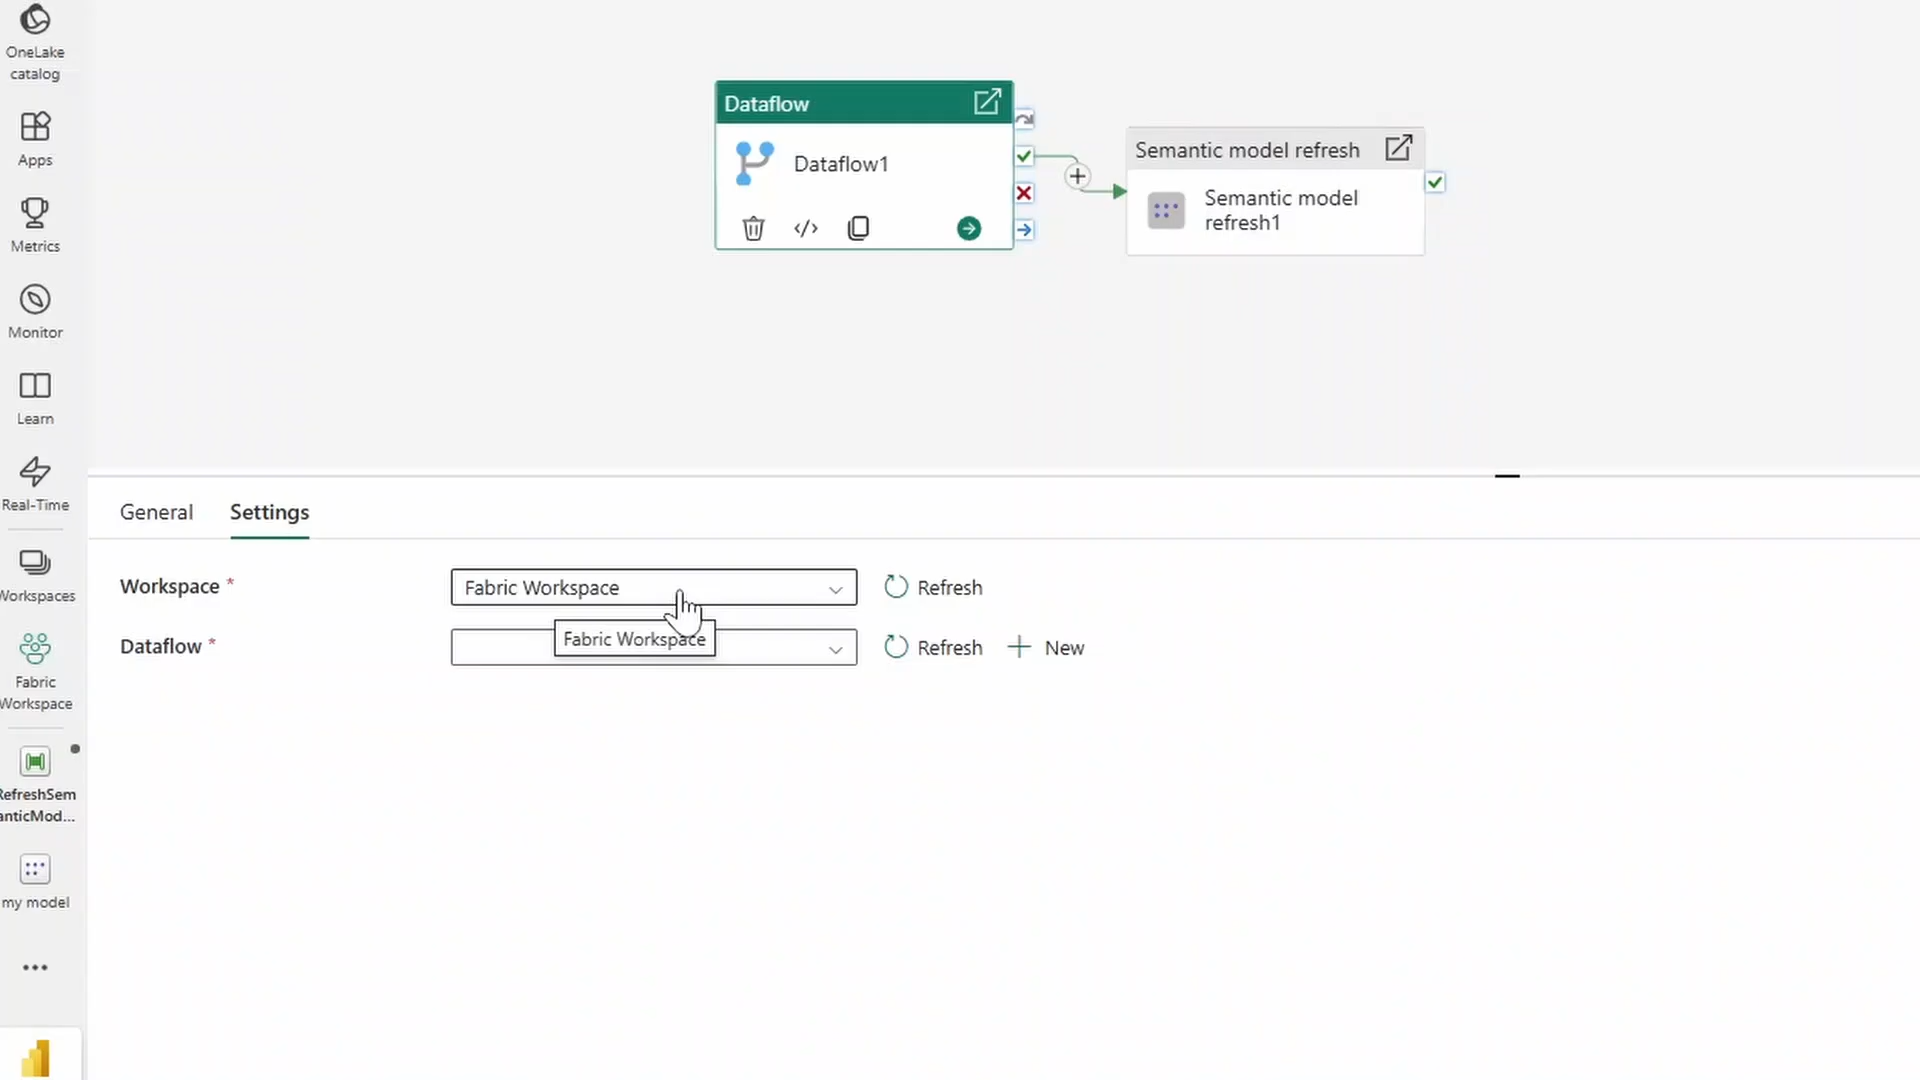 OneLake
catalog
Apps
Metrics
Monitor
Learn
Real-Time
Workspaces
Fabric
Workspace
RefreshSem
anticMod...
my model
Dataflow
Dataflow1
</>
Semantic model refresh
Semantic model
refresh1
General
Settings
Workspace *
Fabric Workspace
Refresh
Fabric Workspace
Dataflow *
Refresh
New